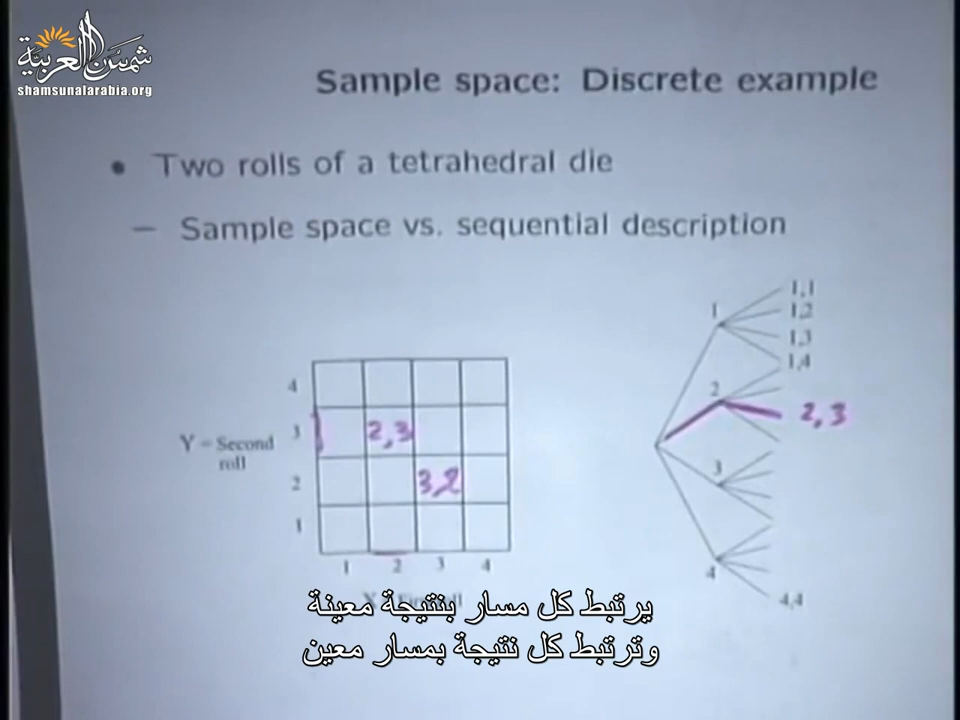 شمس العربية
shamsunalarabia.org
Sample space: Discrete example
• Two rolls of a tetrahedral die
– Sample space vs. sequential description
4
3
2
1
Y = Second
roll
2,3
3,2
1 2 3 4
1
2
3
4
1,1
1,2
1,3
1,4
2,3
4,4
يرتبط كل مسار بنتيجة معينة
وترتبط كل نتيجة بمسار معين